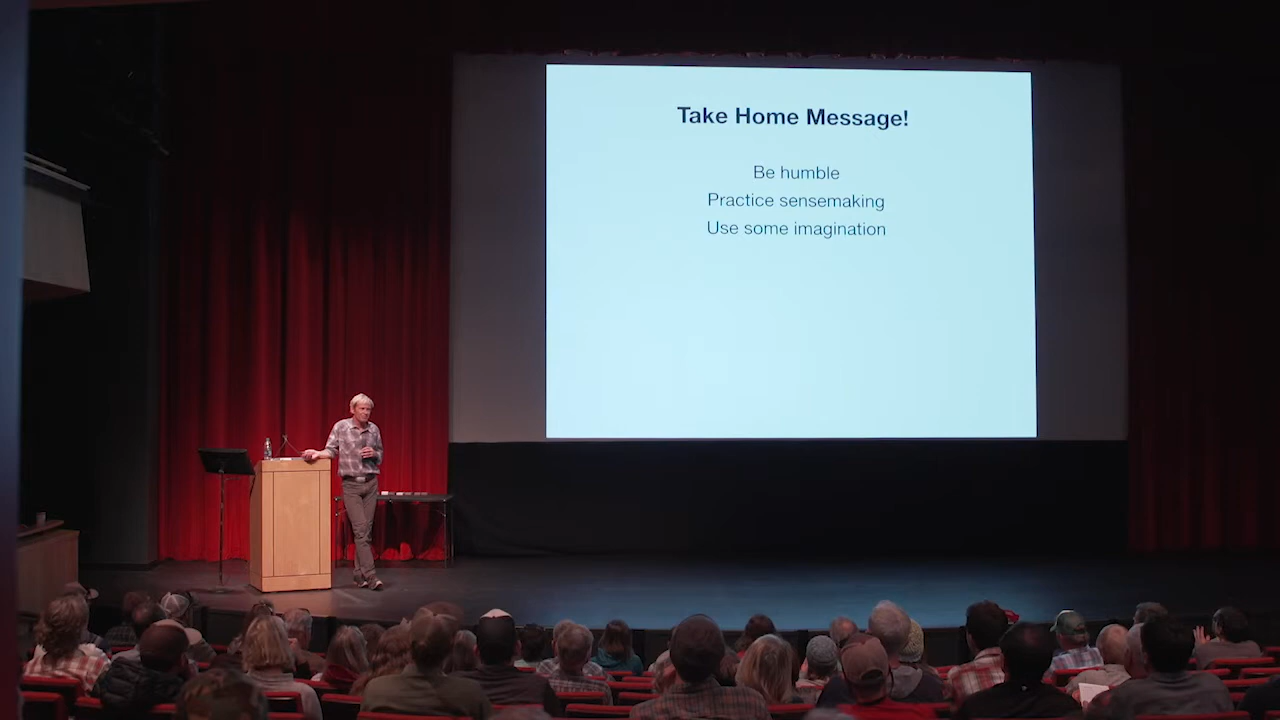 Take Home Message!
Be humble
Practice sensemaking
Use some imagination